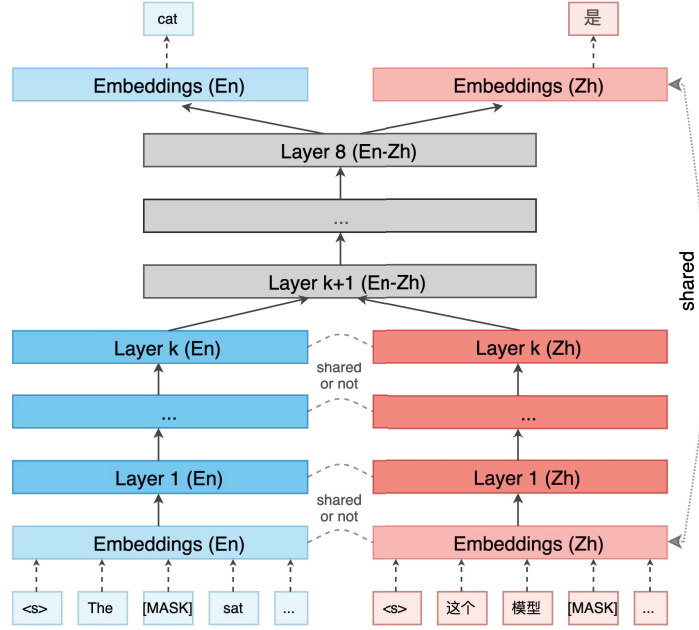 cat
是
Embeddings (En)
Embeddings (Zh)
Layer 8 (En-Zh)
...
Layer k+1 (En-Zh)
shared
Layer k (En)
Layer k (Zh)
shared
or not
...
...
Layer 1 (En)
Layer 1 (Zh)
shared
or not
Embeddings (En)
Embeddings (Zh)
<s> The [MASK] sat ...
<s> 这个 模型 [MASK] ...